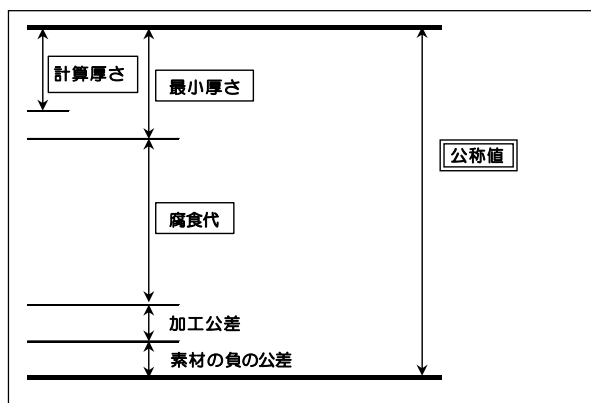 計算厚さ
最小厚さ
公称値
腐食代
加工公差
素材の負の公差